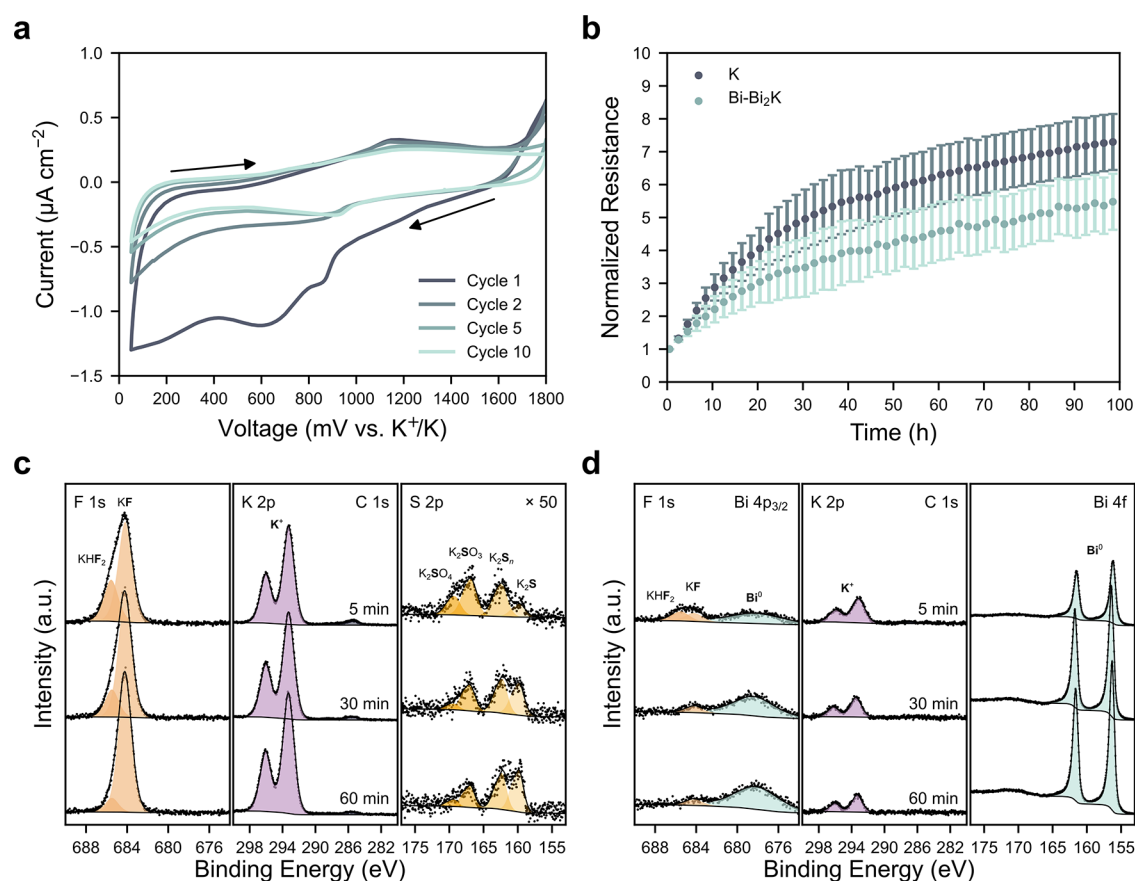 a
1.0
0.5
0.0
−0.5
−1.0
−1.5
Current (µA cm⁻²)
Cycle 1
Cycle 2
Cycle 5
Cycle 10
0 200 400 600 800 1000 1200 1400 1600 1800
Voltage (mV vs. K⁺/K)
b
10
9
8
7
6
5
4
3
2
1
0
Normalized Resistance
K
Bi-Bi₂K
0 10 20 30 40 50 60 70 80 90 100
Time (h)
c
Intensity (a.u.)
F 1s
KF
KHF₂
688 684 680 676
K 2p
C 1s
K⁺
5 min
30 min
60 min
298 294 290 286 282
S 2p
× 50
K₂SO₄
K₂SO₃
K₂Sₙ
K₂S
175 170 165 160 155
Binding Energy (eV)
d
Intensity (a.u.)
F 1s
Bi 4p₃/₂
KHF₂
KF
Bi⁰
688 684 680 676
K 2p
C 1s
K⁺
5 min
30 min
60 min
298 294 290 286 282
Bi 4f
Bi⁰
175 170 165 160 155
Binding Energy (eV)